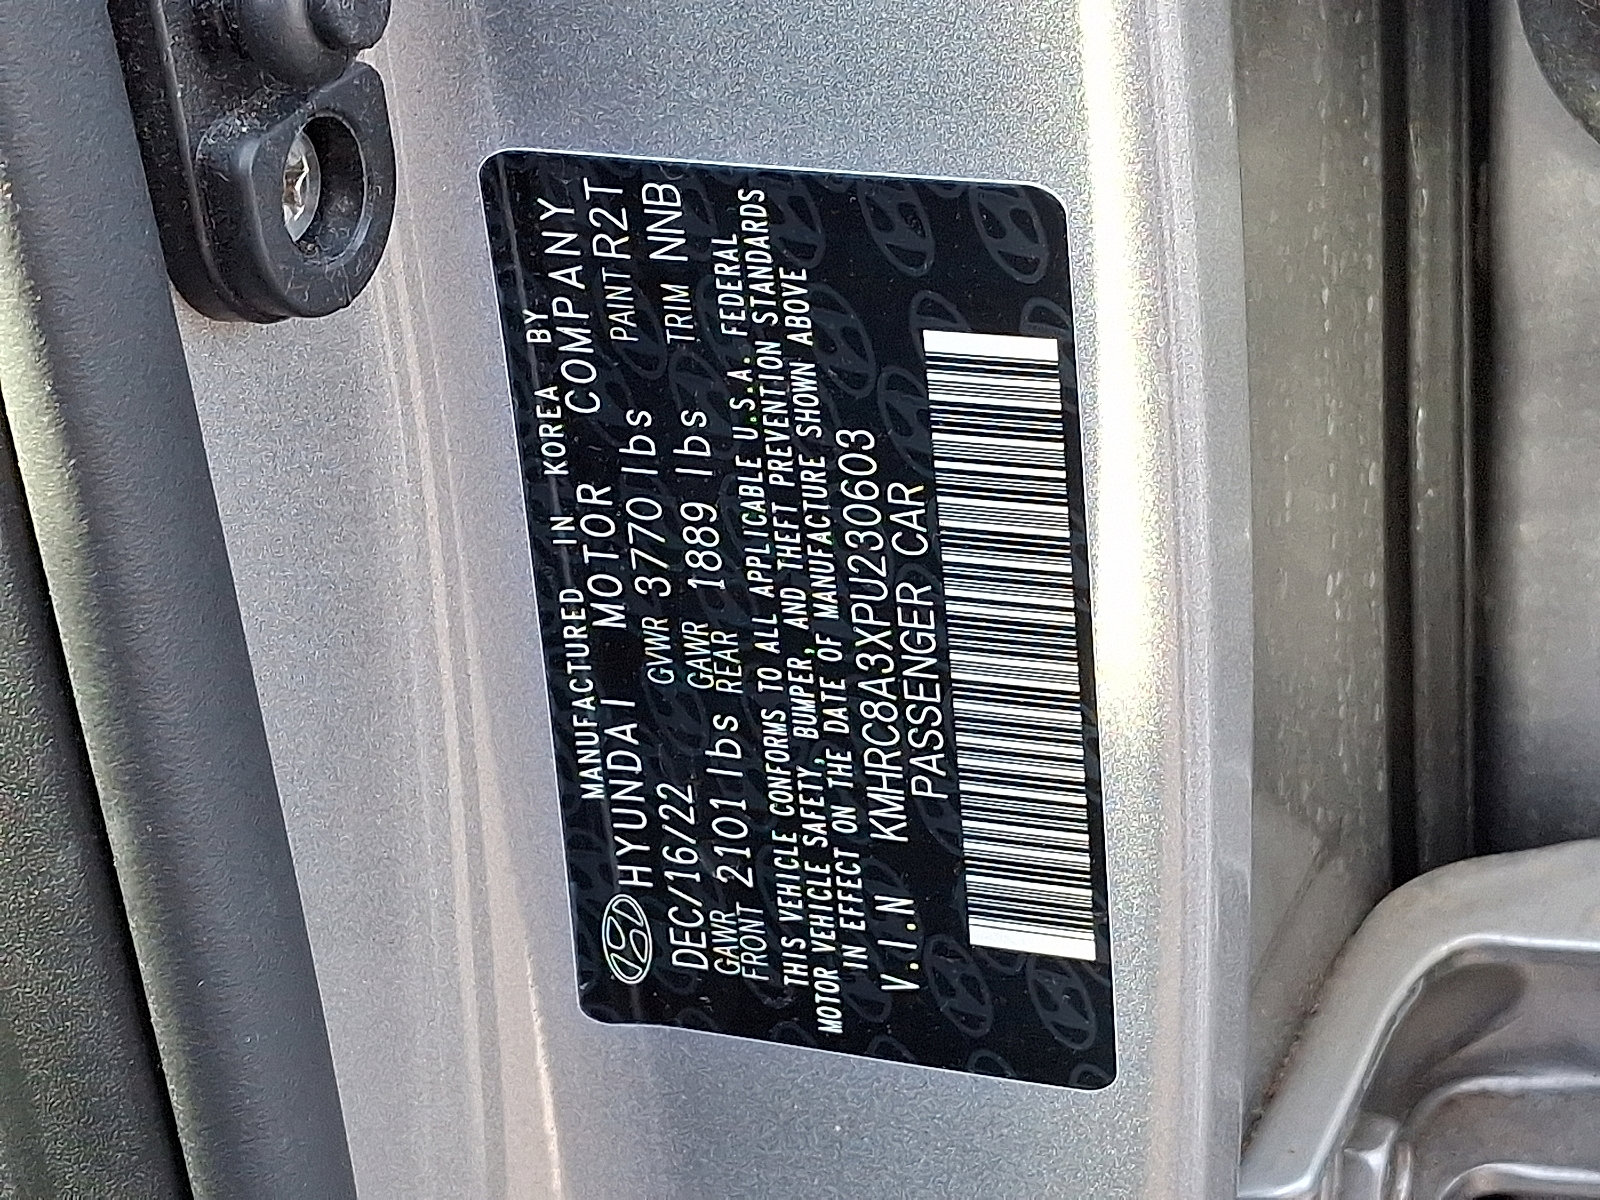 MANUFACTURED IN KOREA BY
HYUNDAI MOTOR COMPANY
DEC/16/22 GVWR 3770 lbs PAINT R2T
GAWR FRONT 2101 lbs GAWR REAR 1889 lbs TRIM NNB
THIS VEHICLE CONFORMS TO ALL APPLICABLE U.S.A. FEDERAL
MOTOR VEHICLE SAFETY, BUMPER, AND THEFT PREVENTION STANDARDS
IN EFFECT ON THE DATE OF MANUFACTURE SHOWN ABOVE
V.I.N KMHRC8A3XPU230603
PASSENGER CAR